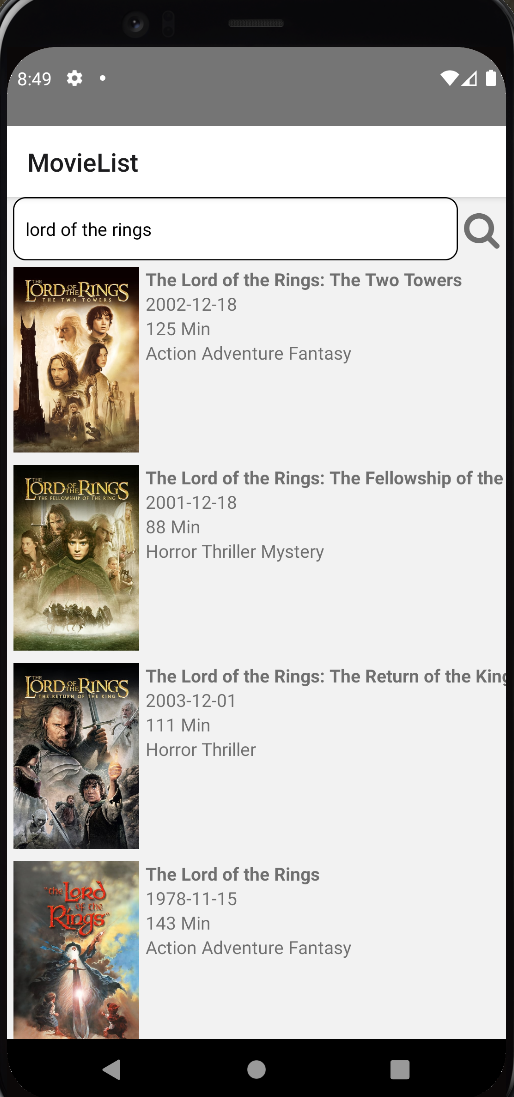 8:49
MovieList
lord of the rings
THE
LORD OF THE RINGS
THE TWO TOWERS
The Lord of the Rings: The Two Towers
2002-12-18
125 Min
Action Adventure Fantasy
THE
LORD OF THE RINGS
THE FELLOWSHIP OF THE RING
The Lord of the Rings: The Fellowship of the
2001-12-18
88 Min
Horror Thriller Mystery
THE
LORD OF THE RINGS
THE RETURN OF THE KING
The Lord of the Rings: The Return of the King
2003-12-01
111 Min
Horror Thriller
"the Lord
of the
Rings"
The Lord of the Rings
1978-11-15
143 Min
Action Adventure Fantasy